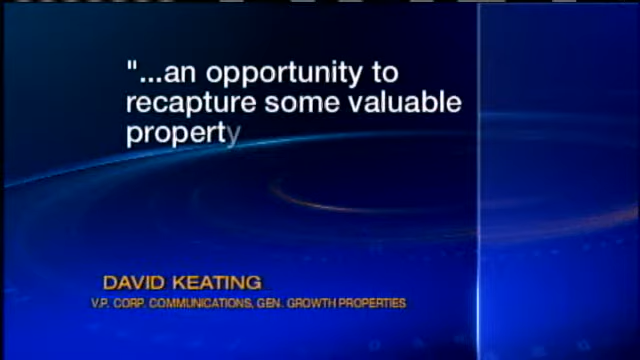 "...an opportunity to
recapture some valuable
property
DAVID KEATING
V.P. CORP. COMMUNICATIONS, GEN. GROWTH PROPERTIES